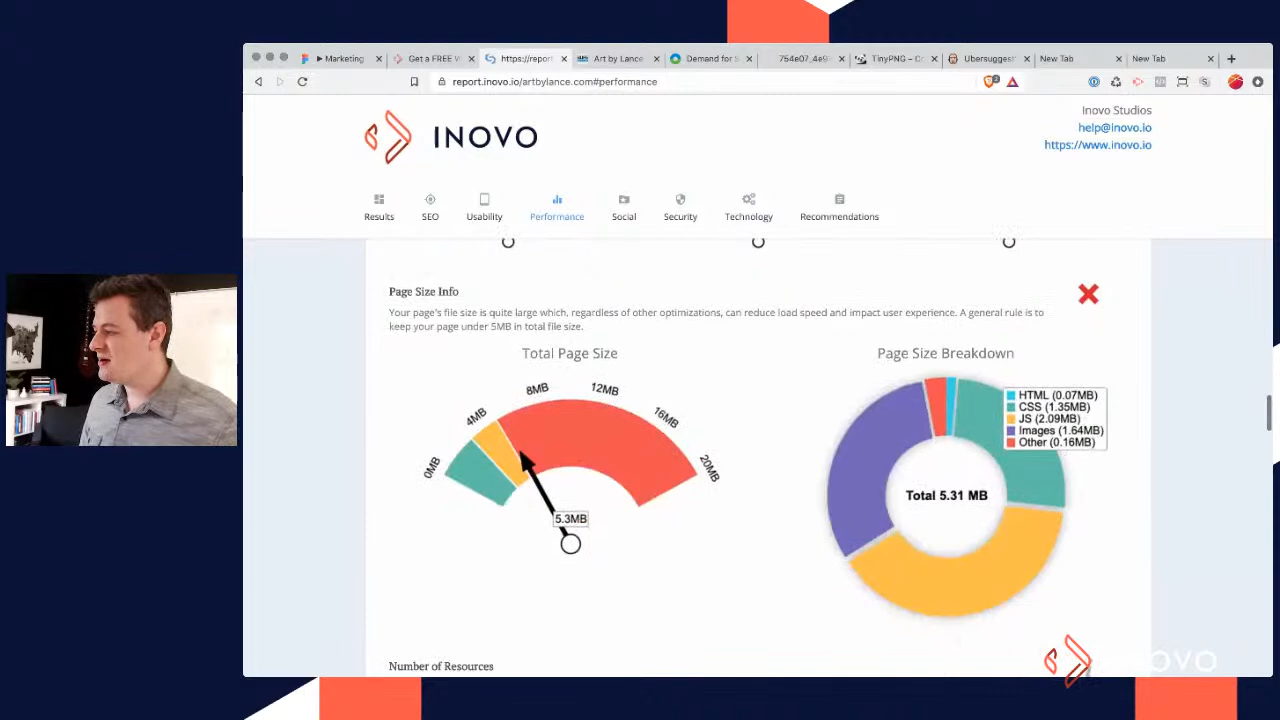 Marketing
Get a FREE V
https://report
Art by Lance
Demand for S
754e07_4e9
TinyPNG – C
Ubersuggest
New Tab
New Tab
report.inovo.io/artbylance.com#performance
INOVO
Inovo Studios
help@inovo.io
https://www.inovo.io
Results
SEO
Usability
Performance
Social
Security
Technology
Recommendations
Page Size Info
Your page's file size is quite large which, regardless of other optimizations, can reduce load speed and impact user experience. A general rule is to
keep your page under 5MB in total file size.
Total Page Size
0MB
4MB
8MB
12MB
16MB
20MB
5.3MB
Page Size Breakdown
HTML (0.07MB)
CSS (1.35MB)
JS (2.09MB)
Images (1.64MB)
Other (0.16MB)
Total 5.31 MB
Number of Resources
INOVO